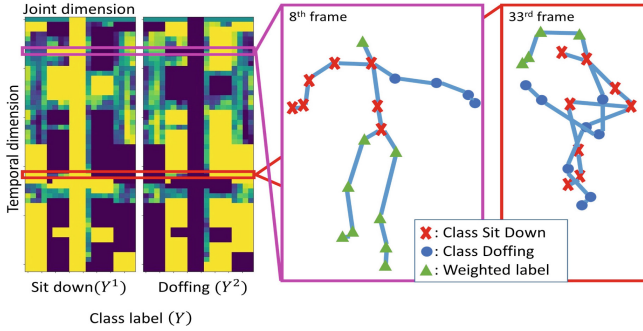 Joint dimension
Temporal dimension
Sit down(Y¹) Doffing (Y²)
Class label (Y)
8th frame
33rd frame
: Class Sit Down
: Class Doffing
: Weighted label